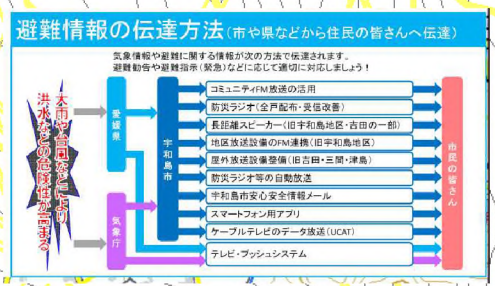 避難情報の伝達方法(市や県などから住民の皆さんへ伝達)
気象情報や避難に関する情報が次の方法で伝達されます。
避難勧告や避難指示(緊急)などに応じて適切に対応しましょう!
大雨や台風などにより
洪水などの危険性が高まる
愛媛県
気象庁
宇和島市
コミュニティFM放送の活用
防災ラジオ(全戸配布・受信改善)
長距離スピーカー(旧宇和島地区・吉田の一部)
地区放送設備のFM連携(旧宇和島地区)
屋外放送設備整備(旧吉田・三間・津島)
防災ラジオ等の自動放送
宇和島市安心安全情報メール
スマートフォン用アプリ
ケーブルテレビのデータ放送(UCAT)
テレビ・プッシュシステム
市民の皆さん